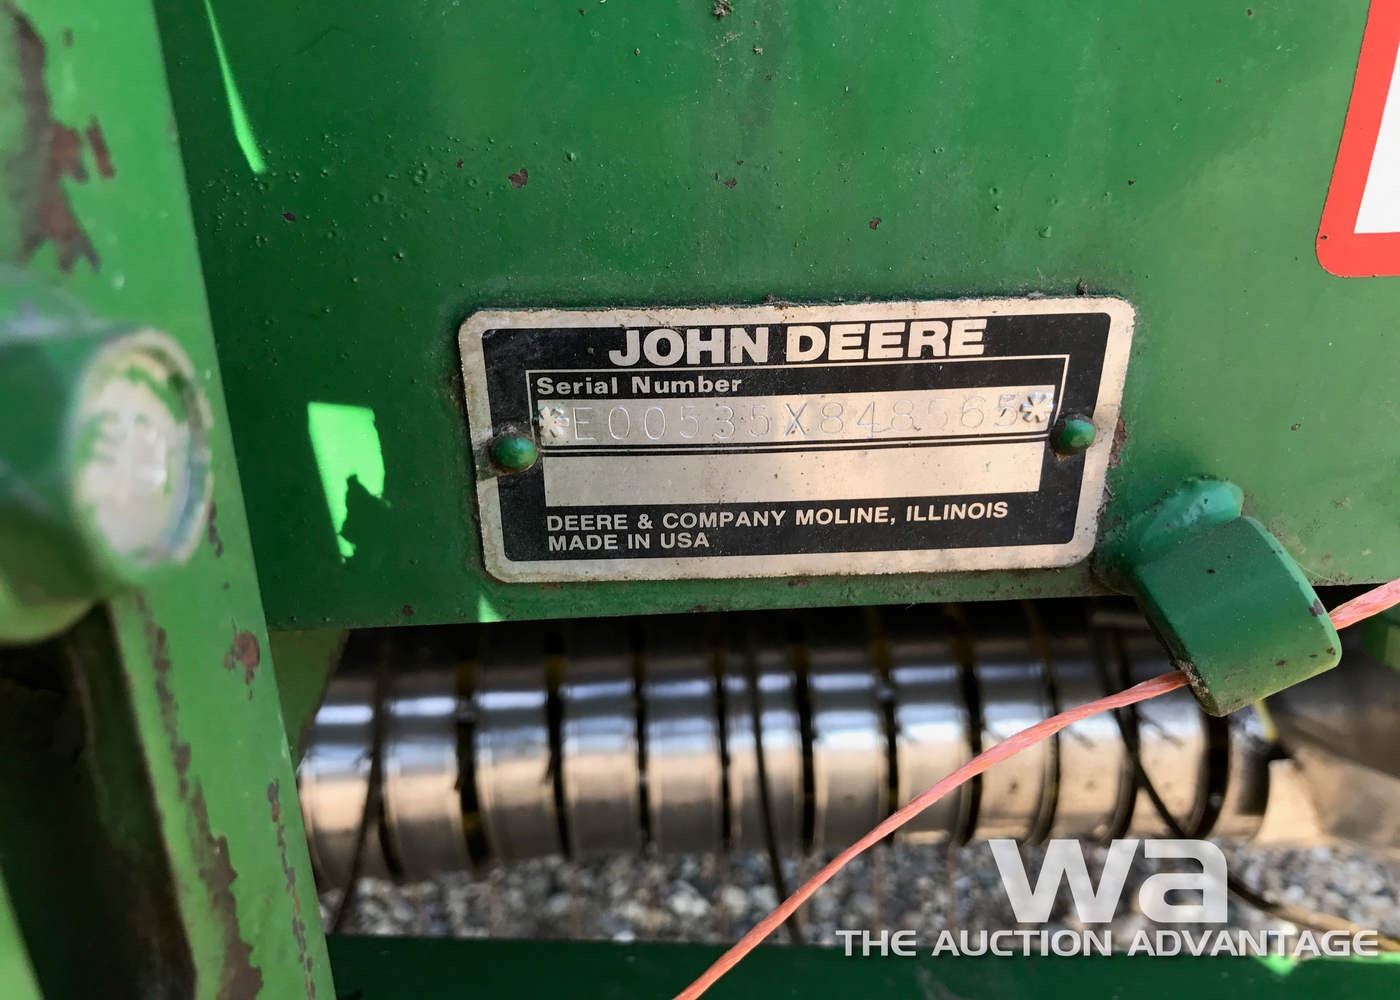 JOHN DEERE
Serial Number
*E00535X848565*
DEERE & COMPANY MOLINE, ILLINOIS
MADE IN USA
wa
THE AUCTION ADVANTAGE